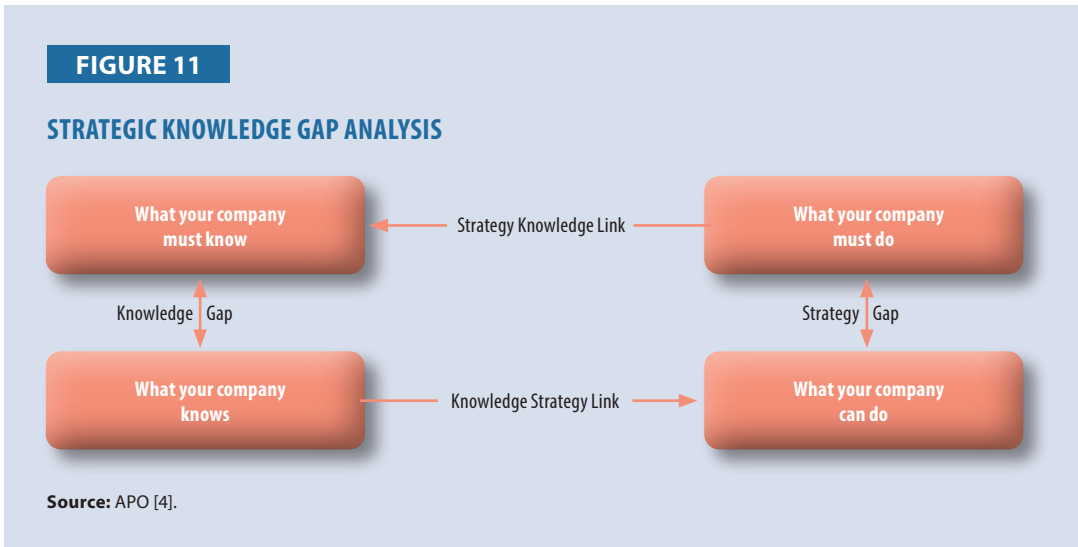 FIGURE 11
STRATEGIC KNOWLEDGE GAP ANALYSIS
What your company
must know
Strategy Knowledge Link
What your company
must do
Knowledge Gap
Strategy Gap
What your company
knows
Knowledge Strategy Link
What your company
can do
Source: APO [4].